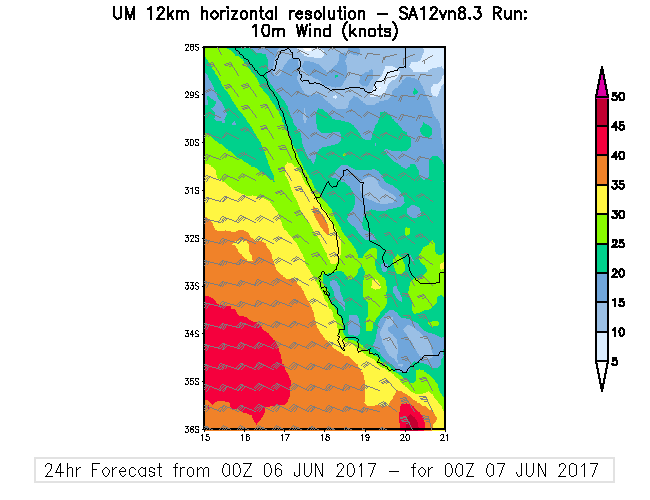 UM 12km horizontal resolution - SA12vn8.3 Run:
10m Wind (knots)
28S
29S
30S
31S
32S
33S
34S
35S
36S
15 16 17 18 19 20 21
50
45
40
35
30
25
20
15
10
5
24hr Forecast from 00Z 06 JUN 2017 - for 00Z 07 JUN 2017